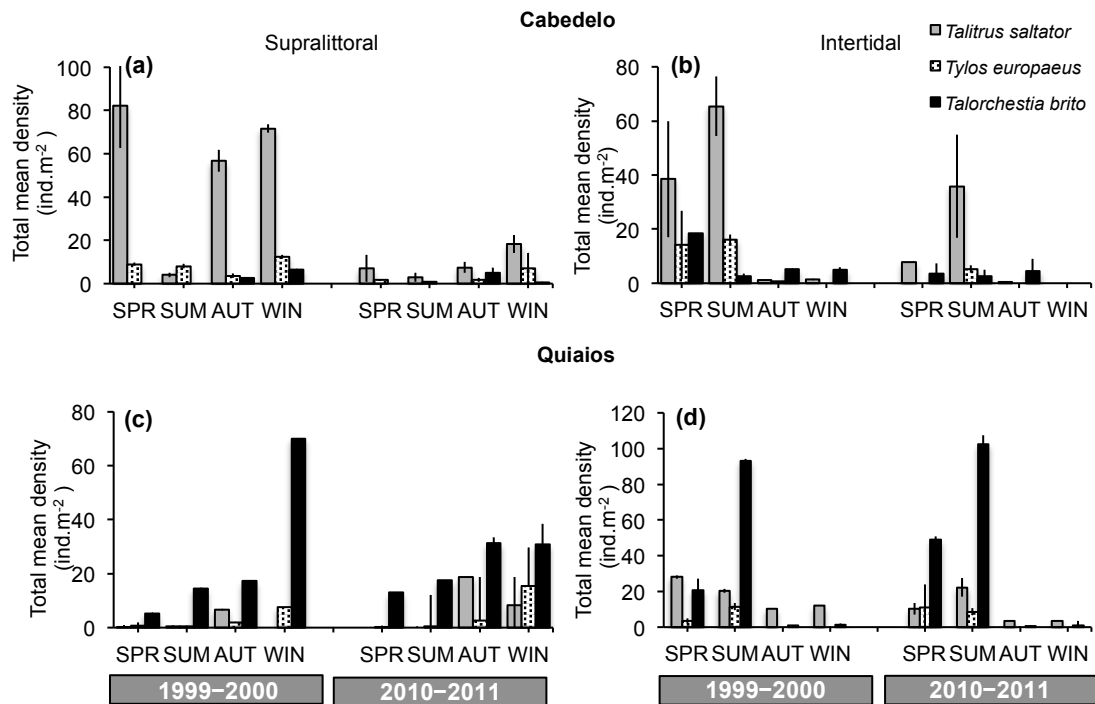 Cabedelo
Supralittoral
Intertidal
Talitrus saltator
Tylos europaeus
Talorchestia brito
(a)
Total mean density
(ind.m⁻² )
100
80
60
40
20
0
SPR SUM AUT WIN
SPR SUM AUT WIN
(b)
Total mean density
(ind.m⁻²)
80
60
40
20
0
SPR SUM AUT WIN
SPR SUM AUT WIN
Quiaios
(c)
Total mean density
(ind.m⁻² )
80
60
40
20
0
SPR SUM AUT WIN
SPR SUM AUT WIN
1999−2000
2010−2011
(d)
Total mean density
(ind.m⁻² )
120
100
80
60
40
20
0
SPR SUM AUT WIN
SPR SUM AUT WIN
1999−2000
2010−2011